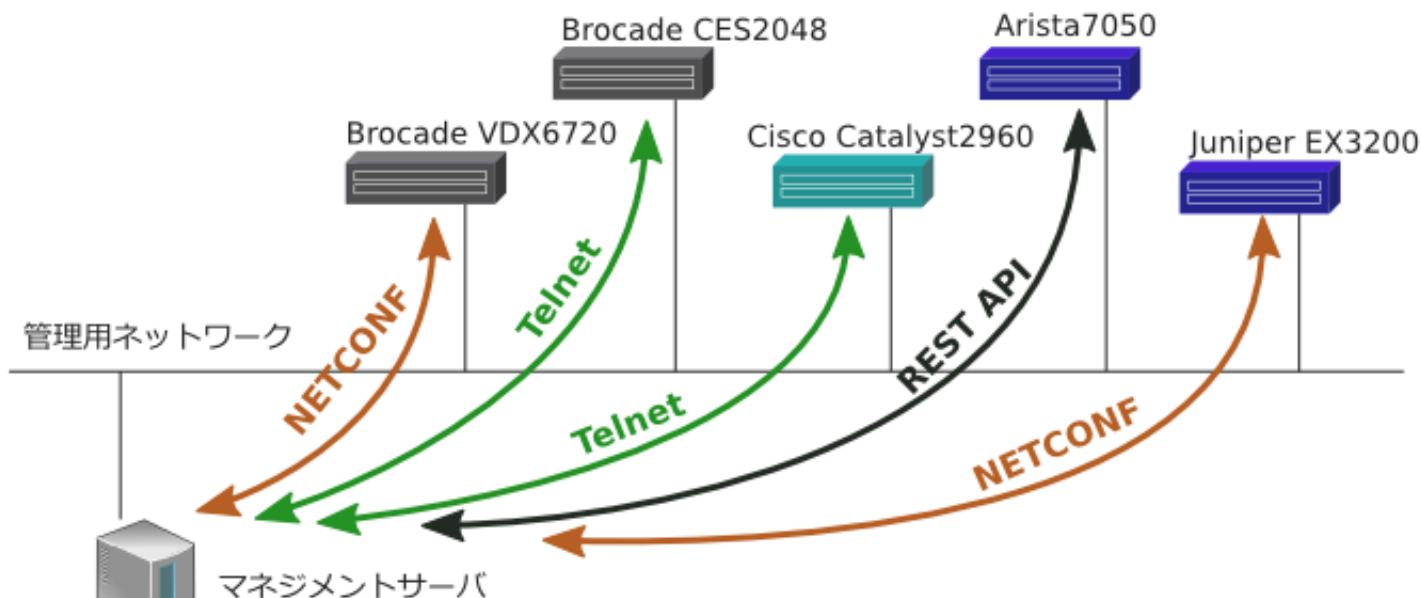 Brocade CES2048
Arista7050
Brocade VDX6720
Cisco Catalyst2960
Juniper EX3200
NETCONF
Telnet
Telnet
REST API
NETCONF
管理用ネットワーク
マネジメントサーバ